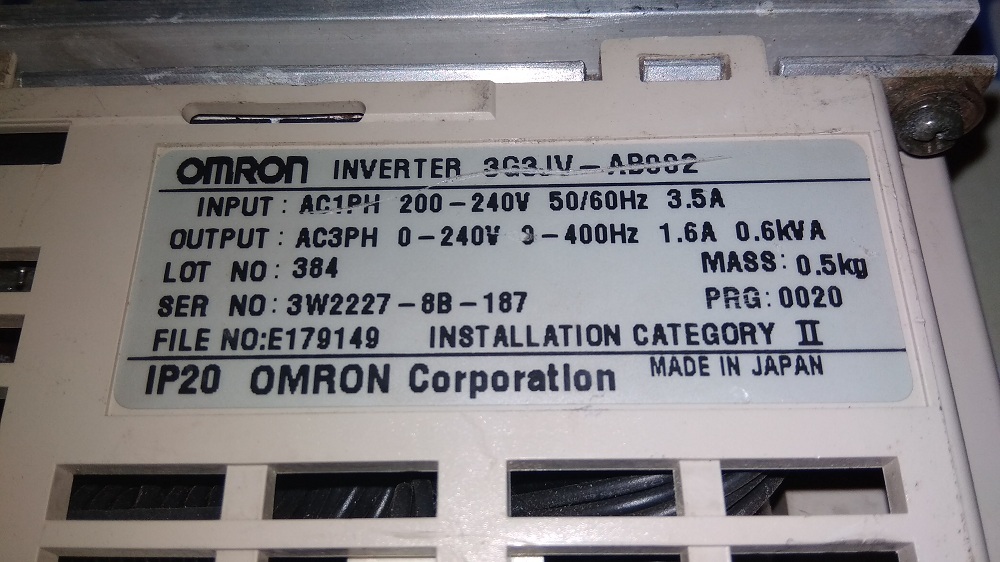 OMRON INVERTER 3G3JV-AB002
INPUT: AC1PH 200-240V 50/60Hz 3.5A
OUTPUT: AC3PH 0-240V 0-400Hz 1.6A 0.6kVA
LOT NO: 384 MASS: 0.5kg
SER NO: 3W2227-8B-187 PRG: 0020
FILE NO:E179149 INSTALLATION CATEGORY II
IP20 OMRON Corporation MADE IN JAPAN